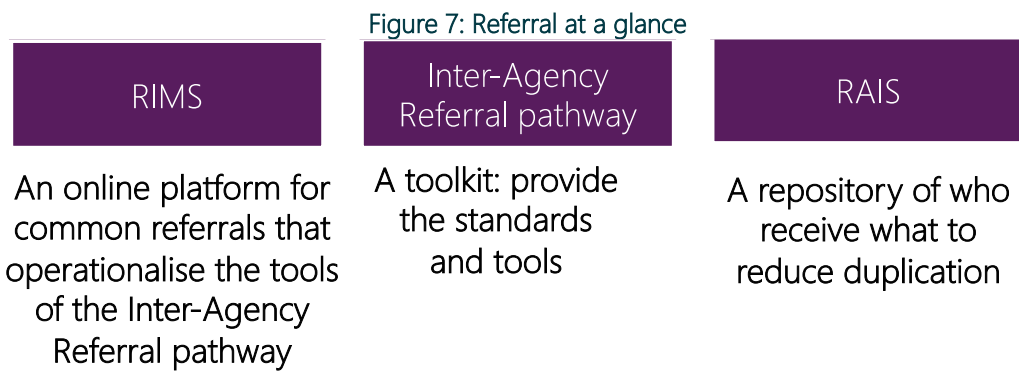 Figure 7: Referral at a glance
RIMS
An online platform for
common referrals that
operationalise the tools
of the Inter-Agency
Referral pathway
Inter-Agency
Referral pathway
A toolkit: provide
the standards
and tools
RAIS
A repository of who
receive what to
reduce duplication